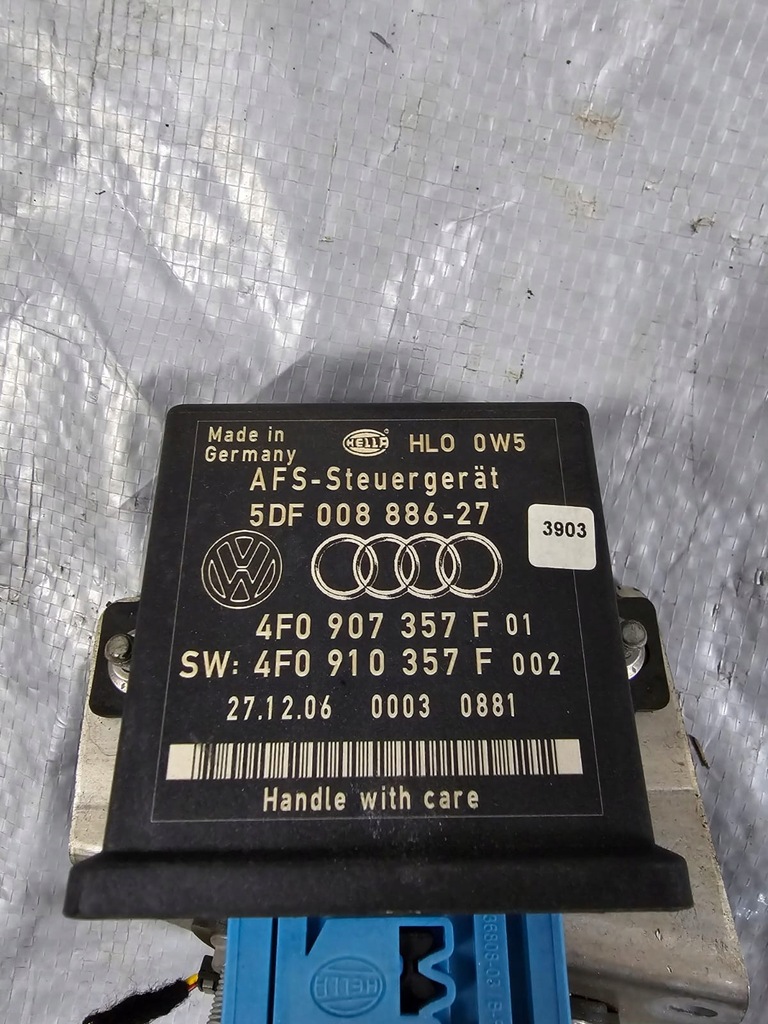 Made in
Germany
HELLA
HL0 0W5
AFS-Steuergerät
5DF 008 886-27
3903
4F0 907 357 F 01
SW: 4F0 910 357 F 002
27.12.06 0003 0881
Handle with care
HELLA